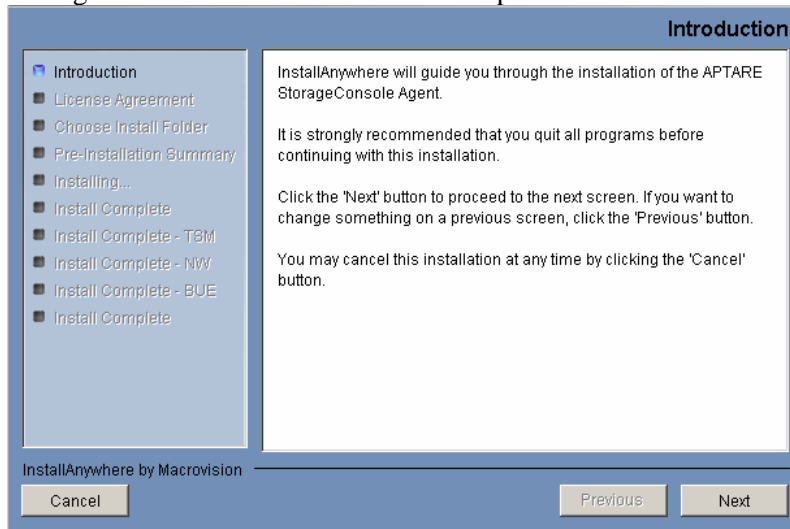 Introduction
Introduction
License Agreement
Choose Install Folder
Pre-Installation Summary
Installing...
Install Complete
Install Complete - TSM
Install Complete - NW
Install Complete - BUE
Install Complete
InstallAnywhere will guide you through the installation of the APTARE
StorageConsole Agent.
It is strongly recommended that you quit all programs before
continuing with this installation.
Click the 'Next' button to proceed to the next screen. If you want to
change something on a previous screen, click the 'Previous' button.
You may cancel this installation at any time by clicking the 'Cancel'
button.
InstallAnywhere by Macrovision
Cancel
Previous
Next